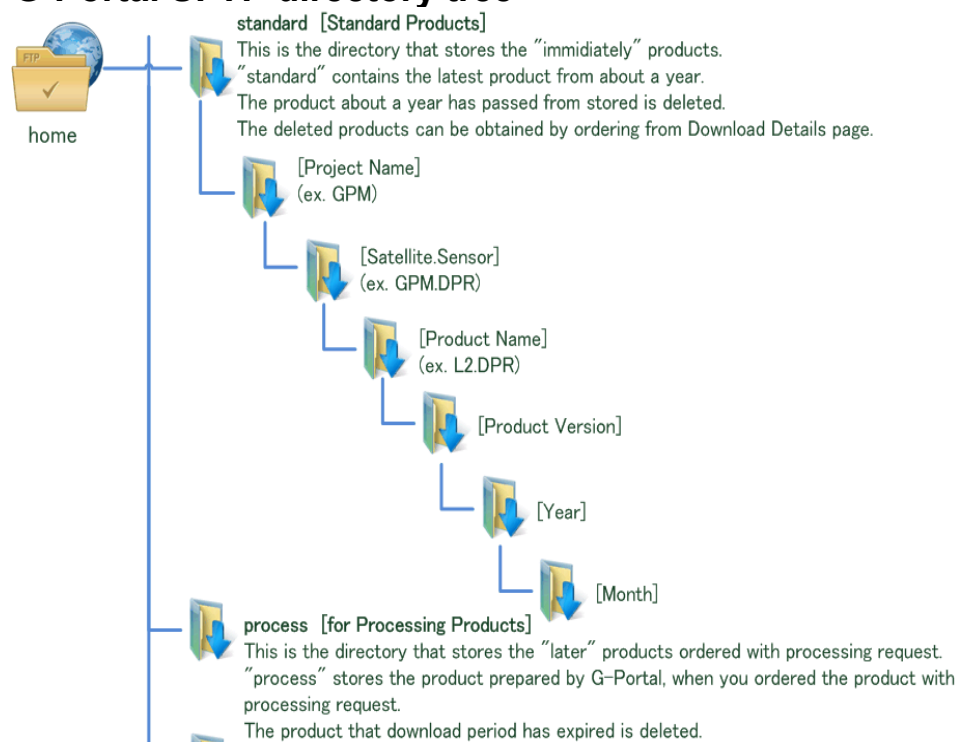 standard [Standard Products]
This is the directory that stores the "immidiately" products.
"standard" contains the latest product from about a year.
The product about a year has passed from stored is deleted.
The deleted products can be obtained by ordering from Download Details page.
FTP
home
[Project Name]
(ex. GPM)
[Satellite.Sensor]
(ex. GPM.DPR)
[Product Name]
(ex. L2.DPR)
[Product Version]
[Year]
[Month]
process [for Processing Products]
This is the directory that stores the "later" products ordered with processing request.
"process" stores the product prepared by G-Portal, when you ordered the product with
processing request.
The product that download period has expired is deleted.